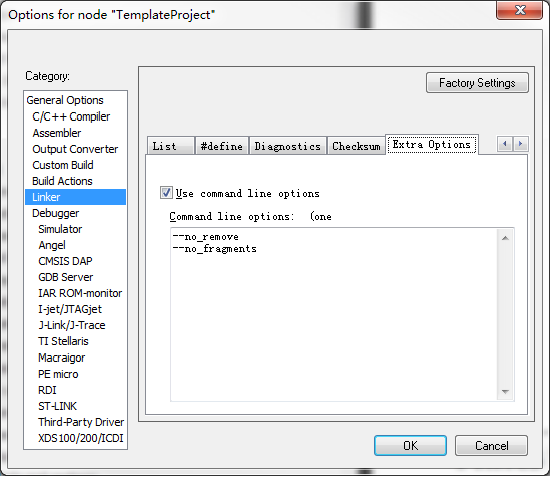 Options for node "TemplateProject"
Category:
Factory Settings
General Options
C/C++ Compiler
Assembler
Output Converter
Custom Build
Build Actions
Linker
Debugger
Simulator
Angel
CMSIS DAP
GDB Server
IAR ROM-monitor
I-jet/JTAGjet
J-Link/J-Trace
TI Stellaris
Macraigor
PE micro
RDI
ST-LINK
Third-Party Driver
XDS100/200/ICDI
List #define Diagnostics Checksum Extra Options
Use command line options
Command line options: (one
--no_remove
--no_fragments
OK Cancel